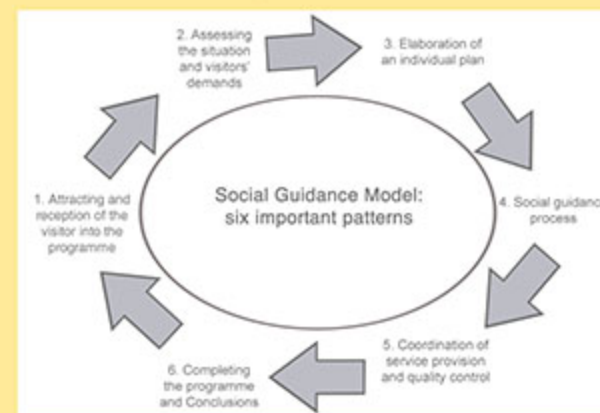 Social Guidance Model:
six important patterns
1. Attracting and
reception of the
visitor into the
programme
2. Assessing
the situation
and visitors'
demands
3. Elaboration of
an individual plan
4. Social guidance
process
5. Coordination of
service provision
and quality control
6. Completing
the programme
and Conclusions